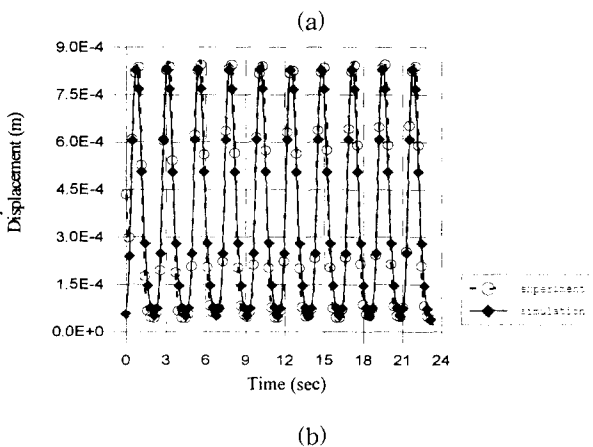 (a)
9.0E-4
7.5E-4
6.0E-4
4.5E-4
3.0E-4
1.5E-4
0.0E+0
Displacement (m)
0 3 6 9 12 15 18 21 24
Time (sec)
experiment
simulation
(b)